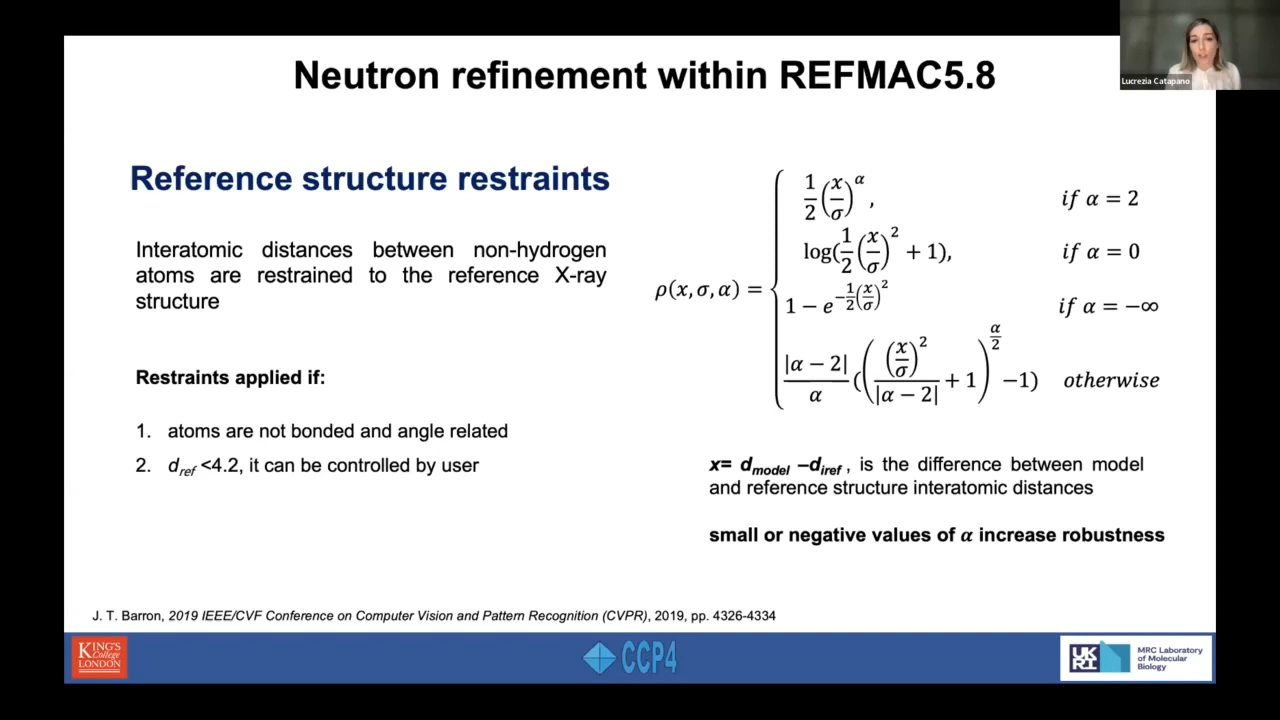 Lucrezia Catapano
Neutron refinement within REFMAC5.8
Reference structure restraints
Interatomic distances between non-hydrogen
atoms are restrained to the reference X-ray
structure
Restraints applied if:
1. atoms are not bonded and angle related
2. d_ref <4.2, it can be controlled by user
ρ(x, σ, α) = {
1/2 (x/σ)^α, if α = 2
log(1/2 (x/σ)^2 + 1), if α = 0
1 − e^(−1/2 (x/σ)^2) if α = −∞
|α − 2|/α (((x/σ)^2/|α − 2| + 1)^(α/2) −1) otherwise
x= d_model –d_iref , is the difference between model
and reference structure interatomic distances
small or negative values of α increase robustness
J. T. Barron, 2019 IEEE/CVF Conference on Computer Vision and Pattern Recognition (CVPR), 2019, pp. 4326-4334
KING'S
College
LONDON
CCP4
UK
RI
MRC Laboratory
of Molecular
Biology